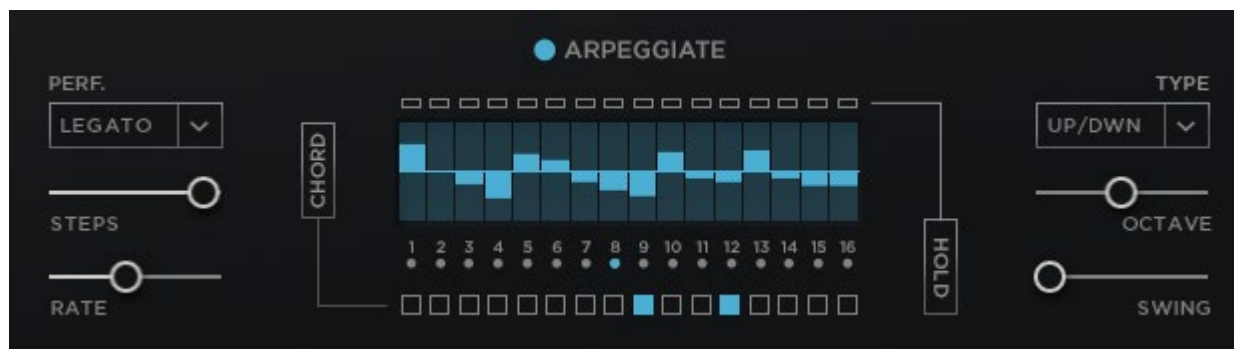 ARPEGGIATE
PERF.
LEGATO
STEPS
RATE
CHORD
1 2 3 4 5 6 7 8 9 10 11 12 13 14 15 16
HOLD
TYPE
UP/DWN
OCTAVE
SWING